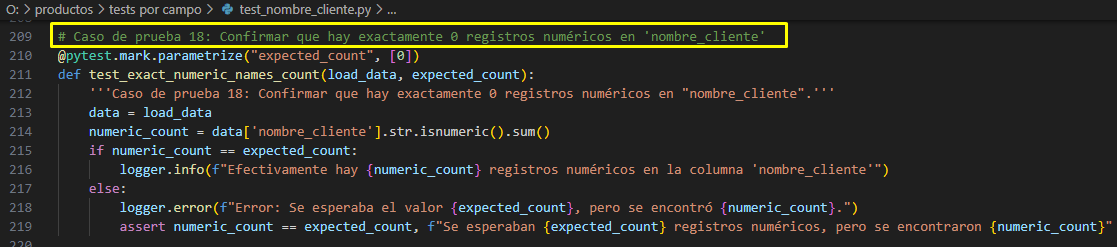 O: > productos > tests por campo > test_nombre_cliente.py > ...
209 # Caso de prueba 18: Confirmar que hay exactamente 0 registros numéricos en 'nombre_cliente'
210 @pytest.mark.parametrize("expected_count", [0])
211 def test_exact_numeric_names_count(load_data, expected_count):
212     '''Caso de prueba 18: Confirmar que hay exactamente 0 registros numéricos en "nombre_cliente".'''
213     data = load_data
214     numeric_count = data['nombre_cliente'].str.isnumeric().sum()
215     if numeric_count == expected_count:
216         logger.info(f"Efectivamente hay {numeric_count} registros numéricos en la columna 'nombre_cliente'")
217     else:
218         logger.error(f"Error: Se esperaba el valor {expected_count}, pero se encontró {numeric_count}.")
219         assert numeric_count == expected_count, f"Se esperaban {expected_count} registros numéricos, pero se encontraron {numeric_count}"